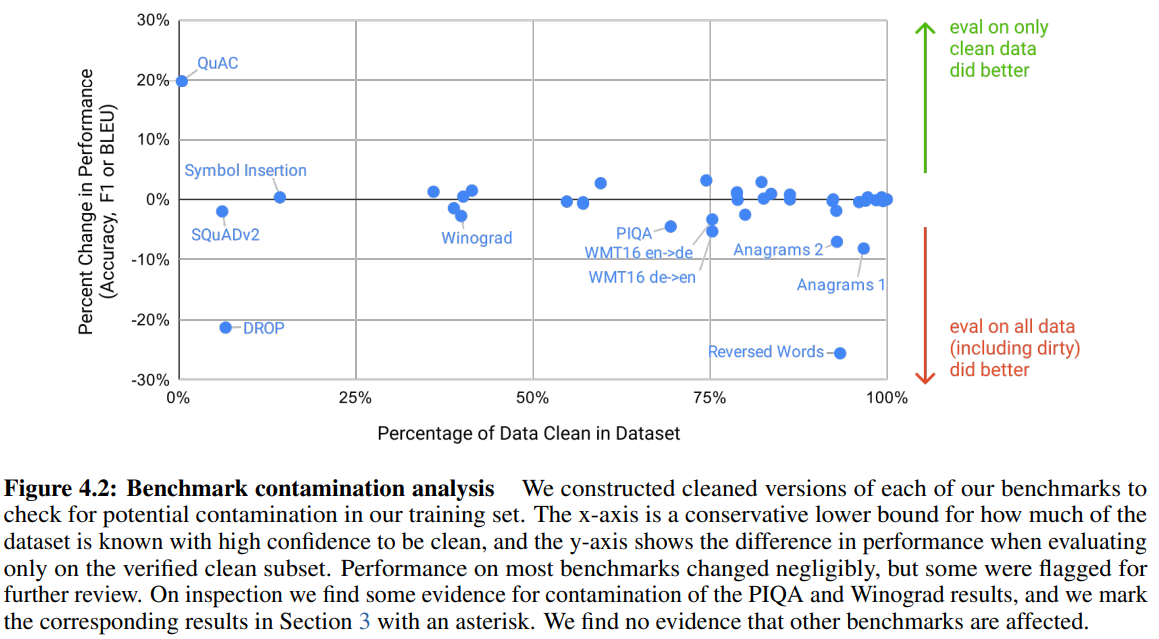 30%
20%
10%
0%
-10%
-20%
-30%
Percent Change in Performance
(Accuracy, F1 or BLEU)
QuAC
Symbol Insertion
SQuADv2
DROP
Winograd
PIQA
WMT16 en->de
WMT16 de->en
Anagrams 2
Anagrams 1
Reversed Words
0%
25%
50%
75%
100%
Percentage of Data Clean in Dataset
eval on only
clean data
did better
eval on all data
(including dirty)
did better
Figure 4.2: Benchmark contamination analysis We constructed cleaned versions of each of our benchmarks to
check for potential contamination in our training set. The x-axis is a conservative lower bound for how much of the
dataset is known with high confidence to be clean, and the y-axis shows the difference in performance when evaluating
only on the verified clean subset. Performance on most benchmarks changed negligibly, but some were flagged for
further review. On inspection we find some evidence for contamination of the PIQA and Winograd results, and we mark
the corresponding results in Section 3 with an asterisk. We find no evidence that other benchmarks are affected.